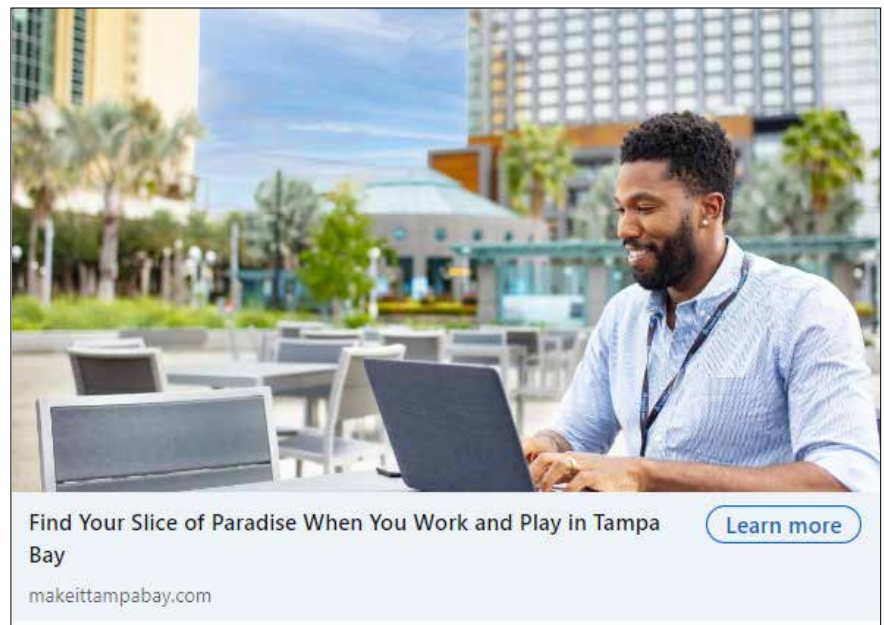 Find Your Slice of Paradise When You Work and Play in Tampa
Bay
Learn more
makeittampabay.com